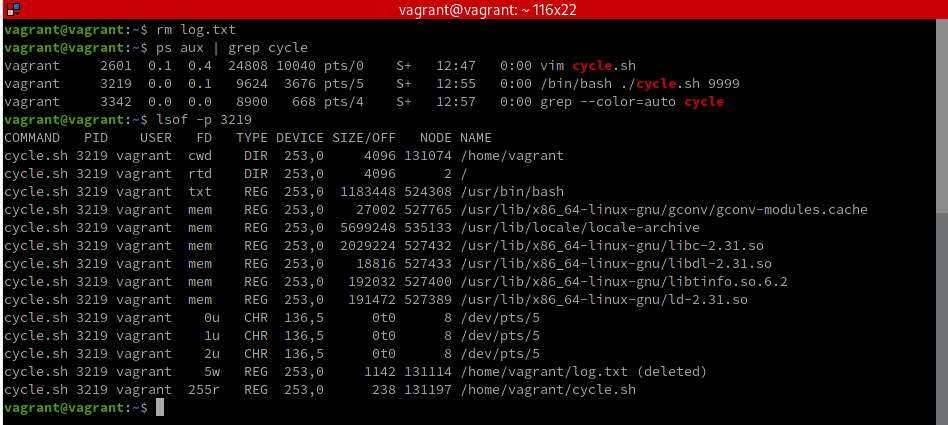 vagrant@vagrant: ~ 116x22
vagrant@vagrant:~$ rm log.txt
vagrant@vagrant:~$ ps aux | grep cycle
vagrant     2601  0.1  0.4  24808 10040 pts/0    S+   12:47   0:00 vim cycle.sh
vagrant     3219  0.0  0.1   9624  3676 pts/5    S+   12:55   0:00 /bin/bash ./cycle.sh 9999
vagrant     3342  0.0  0.0   8900   668 pts/4    S+   12:57   0:00 grep --color=auto cycle
vagrant@vagrant:~$ lsof -p 3219
COMMAND   PID    USER   FD   TYPE DEVICE SIZE/OFF   NODE NAME
cycle.sh 3219 vagrant  cwd    DIR  253,0     4096 131074 /home/vagrant
cycle.sh 3219 vagrant  rtd    DIR  253,0     4096      2 /
cycle.sh 3219 vagrant  txt    REG  253,0  1183448 524308 /usr/bin/bash
cycle.sh 3219 vagrant  mem    REG  253,0    27002 527765 /usr/lib/x86_64-linux-gnu/gconv/gconv-modules.cache
cycle.sh 3219 vagrant  mem    REG  253,0  5699248 535133 /usr/lib/locale/locale-archive
cycle.sh 3219 vagrant  mem    REG  253,0  2029224 527432 /usr/lib/x86_64-linux-gnu/libc-2.31.so
cycle.sh 3219 vagrant  mem    REG  253,0    18816 527433 /usr/lib/x86_64-linux-gnu/libdl-2.31.so
cycle.sh 3219 vagrant  mem    REG  253,0   192032 527400 /usr/lib/x86_64-linux-gnu/libtinfo.so.6.2
cycle.sh 3219 vagrant  mem    REG  253,0   191472 527389 /usr/lib/x86_64-linux-gnu/ld-2.31.so
cycle.sh 3219 vagrant    0u   CHR  136,5      0t0      8 /dev/pts/5
cycle.sh 3219 vagrant    1u   CHR  136,5      0t0      8 /dev/pts/5
cycle.sh 3219 vagrant    2u   CHR  136,5      0t0      8 /dev/pts/5
cycle.sh 3219 vagrant    5w   REG  253,0     1142 131114 /home/vagrant/log.txt (deleted)
cycle.sh 3219 vagrant  255r   REG  253,0      238 131197 /home/vagrant/cycle.sh
vagrant@vagrant:~$